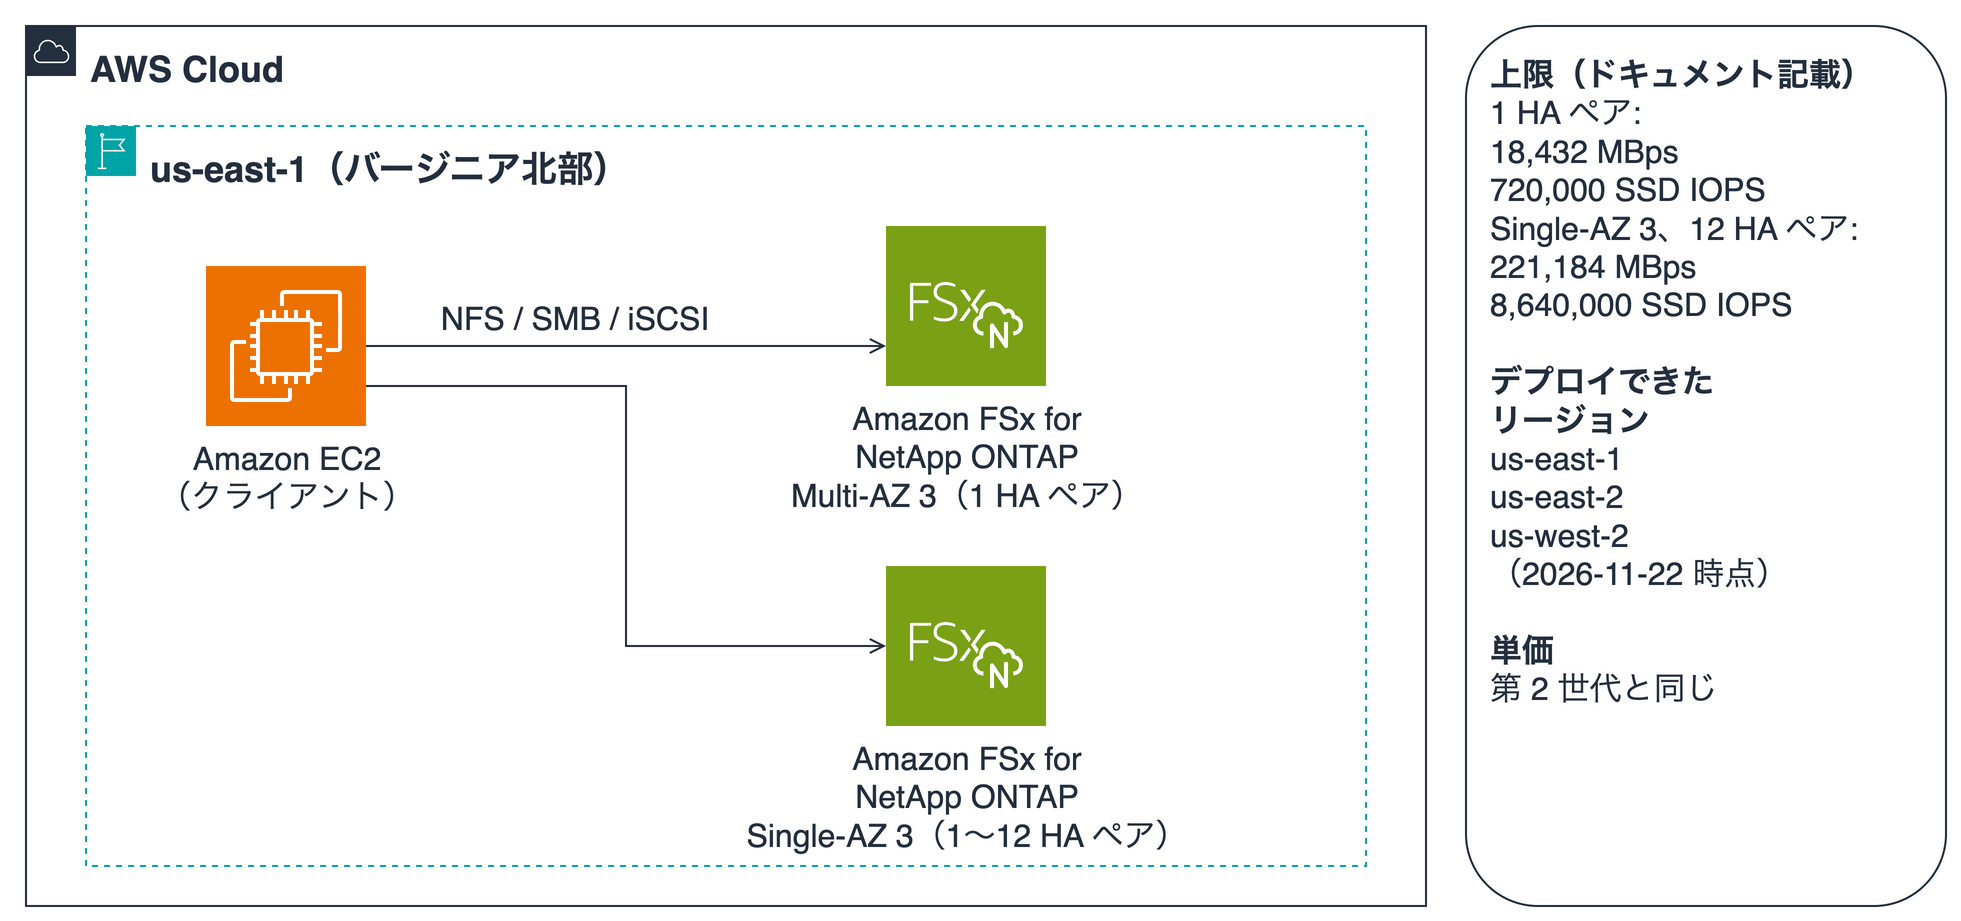 AWS Cloud
us-east-1（バージニア北部）
NFS / SMB / iSCSI
Amazon EC2
（クライアント）
FSx N
Amazon FSx for
NetApp ONTAP
Multi-AZ 3（1 HA ペア）
FSx N
Amazon FSx for
NetApp ONTAP
Single-AZ 3（1〜12 HA ペア）
上限（ドキュメント記載）
1 HA ペア:
18,432 MBps
720,000 SSD IOPS
Single-AZ 3、12 HA ペア:
221,184 MBps
8,640,000 SSD IOPS
デプロイできた
リージョン
us-east-1
us-east-2
us-west-2
（2026-11-22 時点）
単価
第 2 世代と同じ